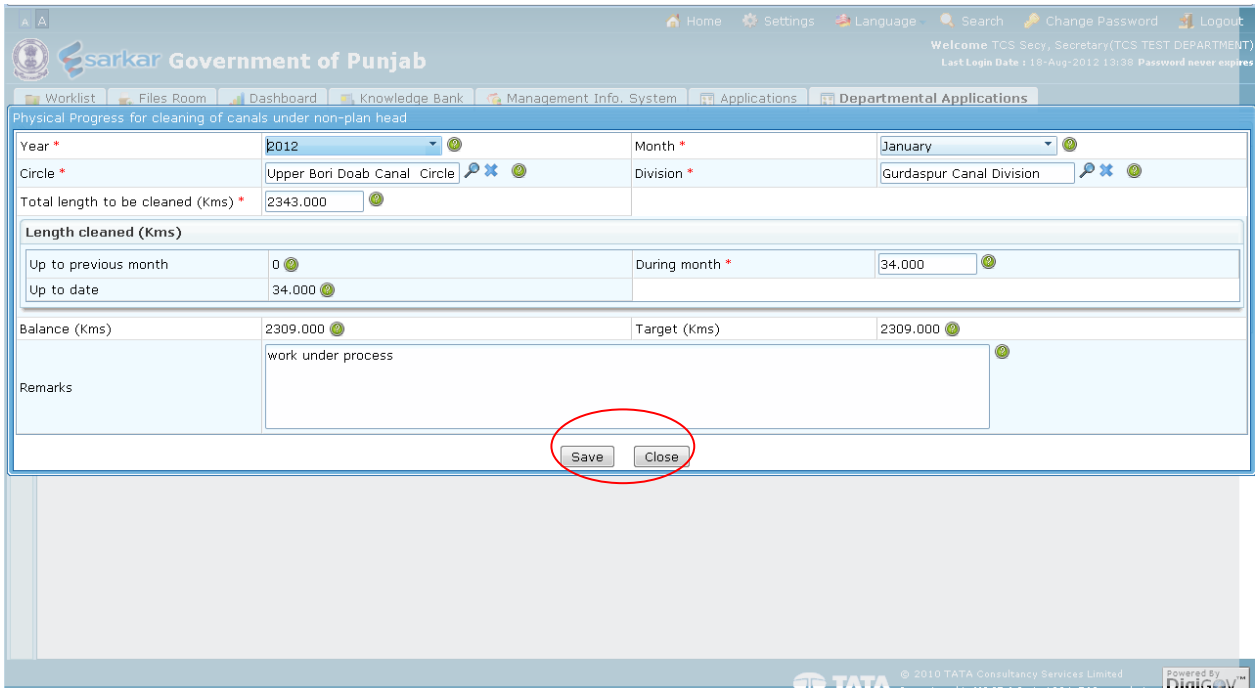 A A Home Settings Language Search Change Password Logout
esarkar Government of Punjab
Welcome TCS Secy, Secretary(TCS TEST DEPARTMENT)
Last Login Date : 18-Aug-2012 13:38 Password never expires
Worklist Files Room Dashboard Knowledge Bank Management Info. System Applications Departmental Applications
Physical Progress for cleaning of canals under non-plan head
Year * 2012 Month * January
Circle * Upper Bori Doab Canal Circle Division * Gurdaspur Canal Division
Total length to be cleaned (Kms) * 2343.000
Length cleaned (Kms)
Up to previous month 0 During month * 34.000
Up to date 34.000
Balance (Kms) 2309.000 Target (Kms) 2309.000
Remarks work under process
Save Close
TATA © 2010 TATA Consultancy Services Limited Powered By
DigiGOV™